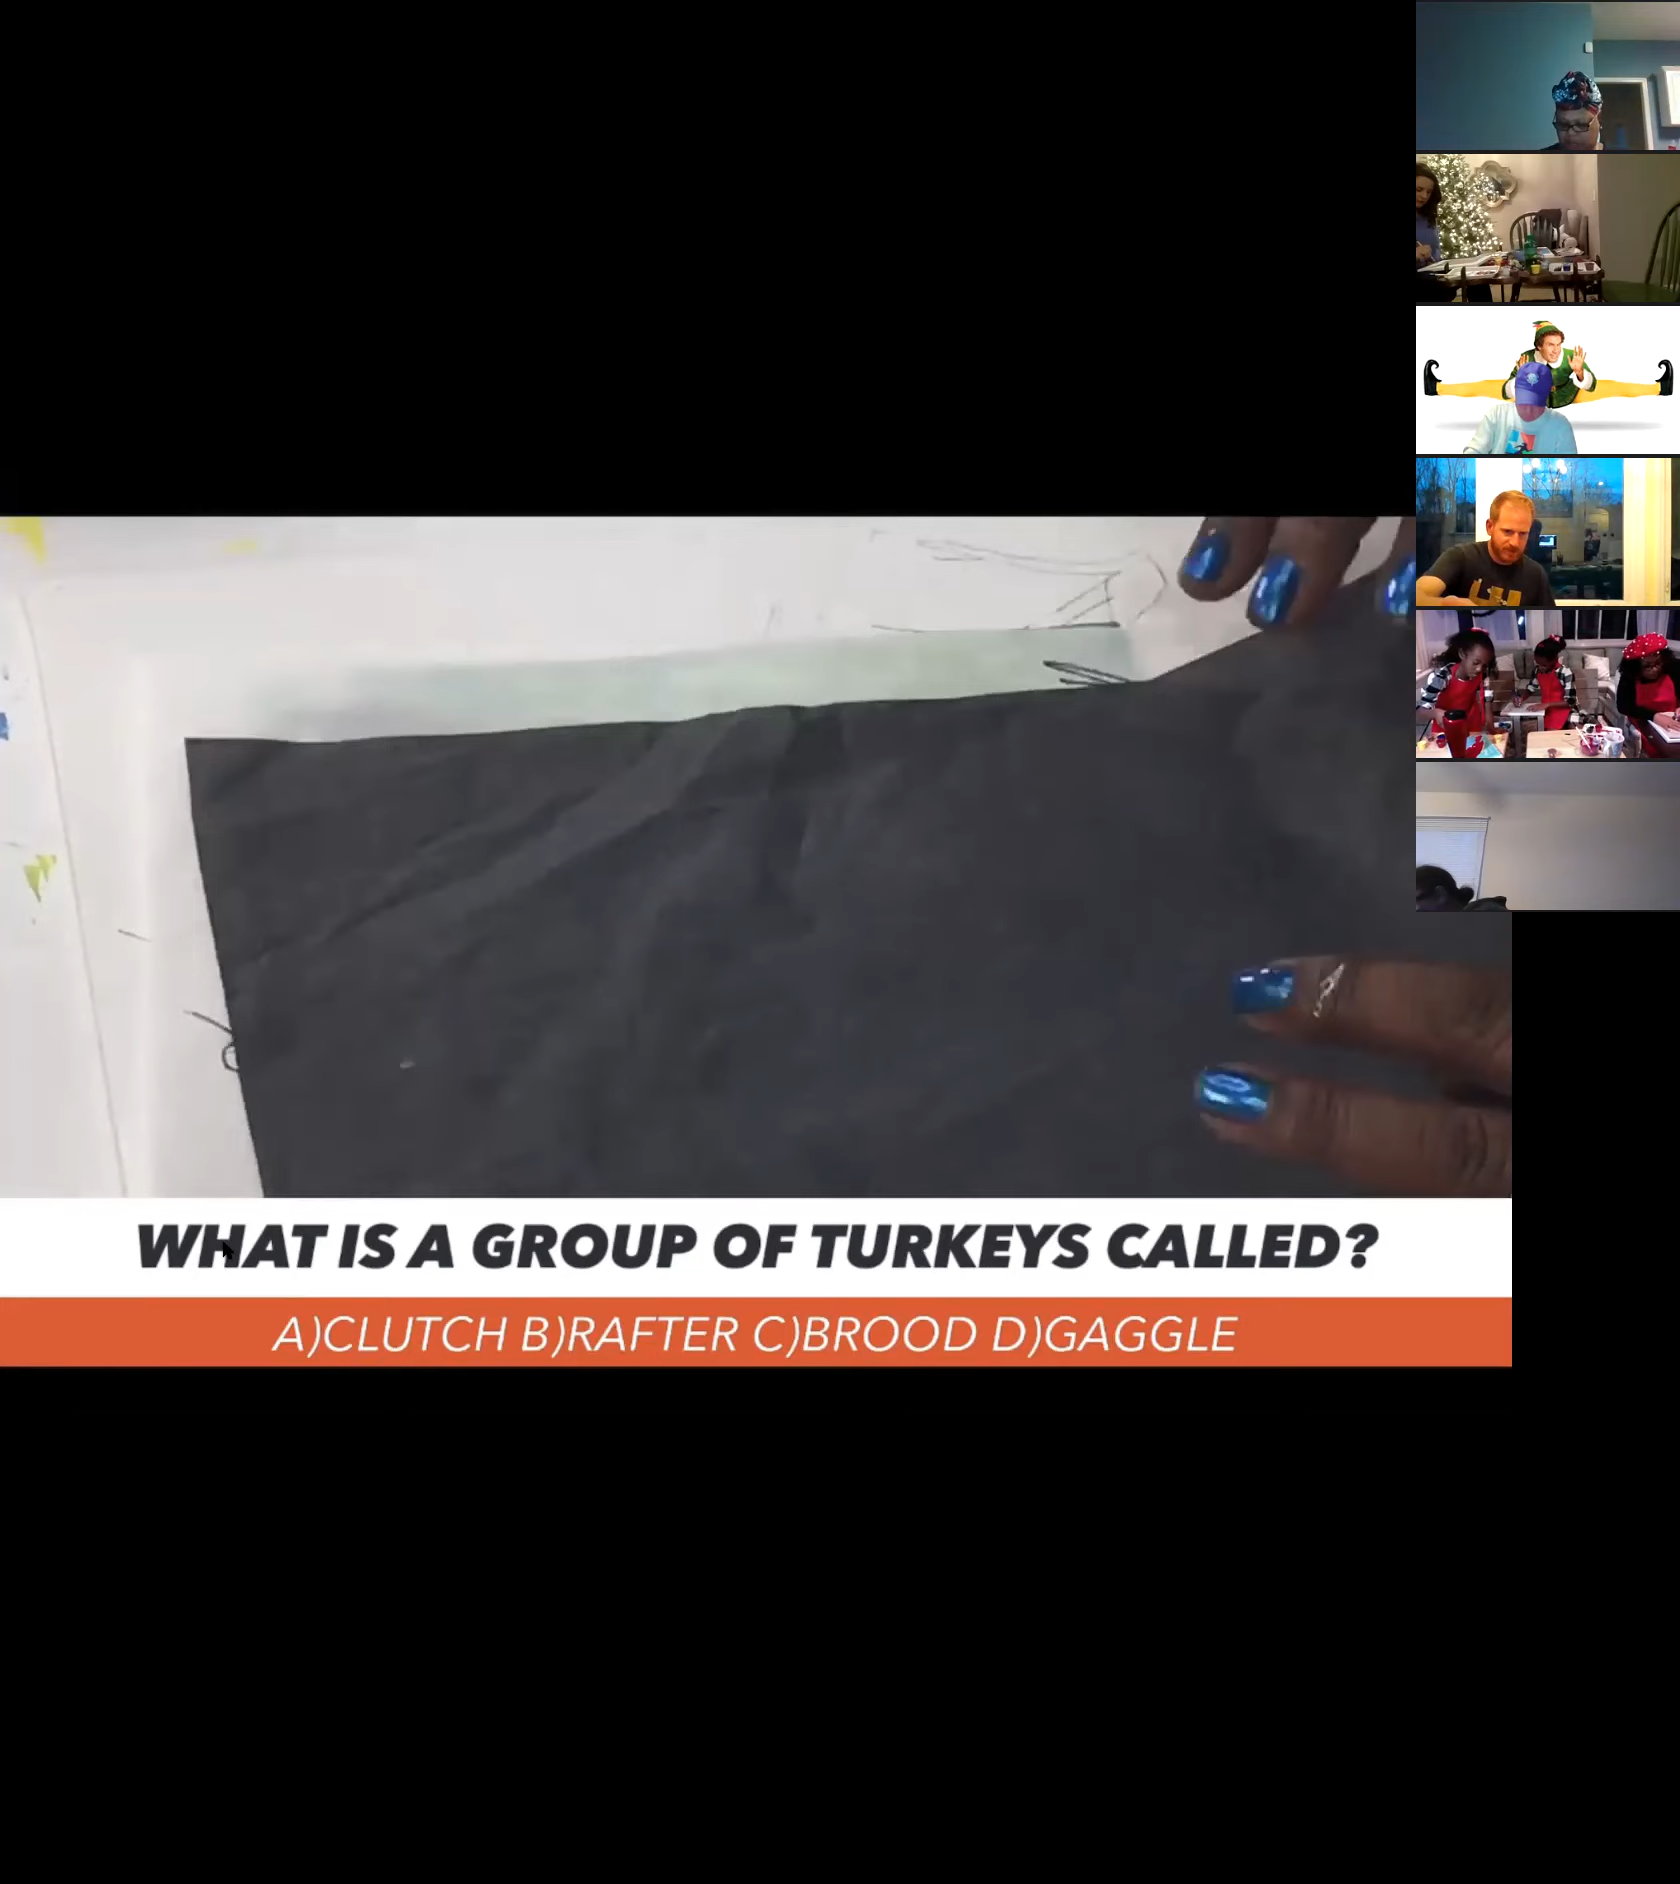 WHAT IS A GROUP OF TURKEYS CALLED?
A)CLUTCH B)RAFTER C)BROOD D)GAGGLE